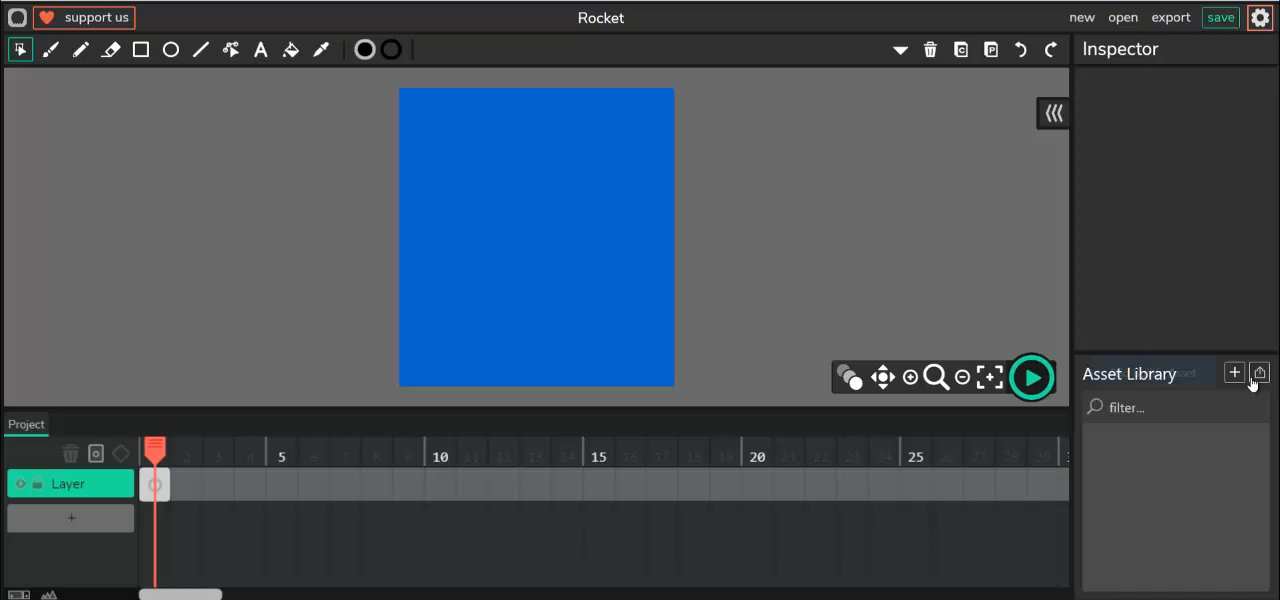 support us
Rocket
new open export save
A
C P
Inspector
Asset Library
filter...
Project
5 10 15 20 25
Layer
+